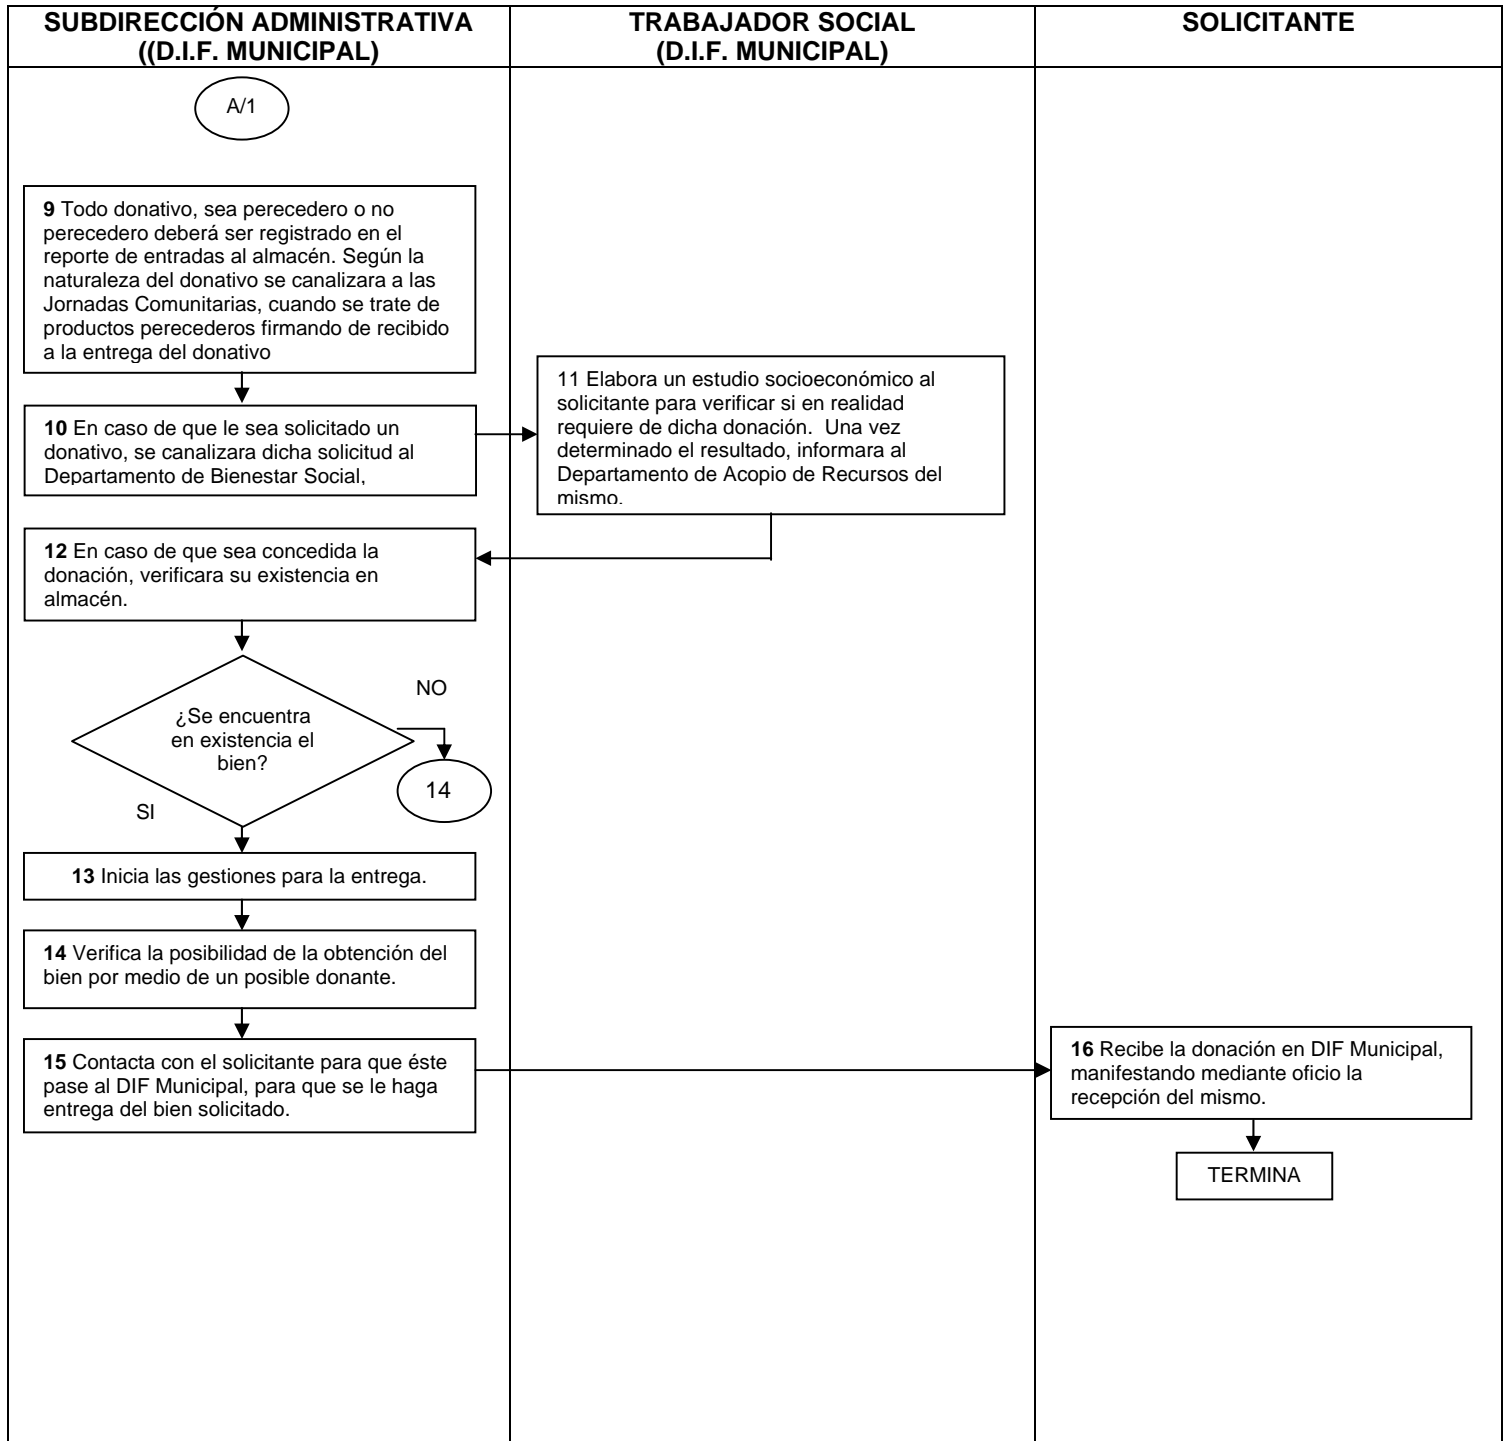 SUBDIRECCIÓN ADMINISTRATIVA
((D.I.F. MUNICIPAL)
TRABAJADOR SOCIAL
(D.I.F. MUNICIPAL)
SOLICITANTE
A/1
9 Todo donativo, sea perecedero o no
perecedero deberá ser registrado en el
reporte de entradas al almacén. Según la
naturaleza del donativo se canalizara a las
Jornadas Comunitarias, cuando se trate de
productos perecederos firmando de recibido
a la entrega del donativo
10 En caso de que le sea solicitado un
donativo, se canalizara dicha solicitud al
Departamento de Bienestar Social,
11 Elabora un estudio socioeconómico al
solicitante para verificar si en realidad
requiere de dicha donación.  Una vez
determinado el resultado, informara al
Departamento de Acopio de Recursos del
mismo.
12 En caso de que sea concedida la
donación, verificara su existencia en
almacén.
¿Se encuentra
en existencia el
bien?
NO
14
SI
13 Inicia las gestiones para la entrega.
14 Verifica la posibilidad de la obtención del
bien por medio de un posible donante.
15 Contacta con el solicitante para que éste
pase al DIF Municipal, para que se le haga
entrega del bien solicitado.
16 Recibe la donación en DIF Municipal,
manifestando mediante oficio la
recepción del mismo.
TERMINA